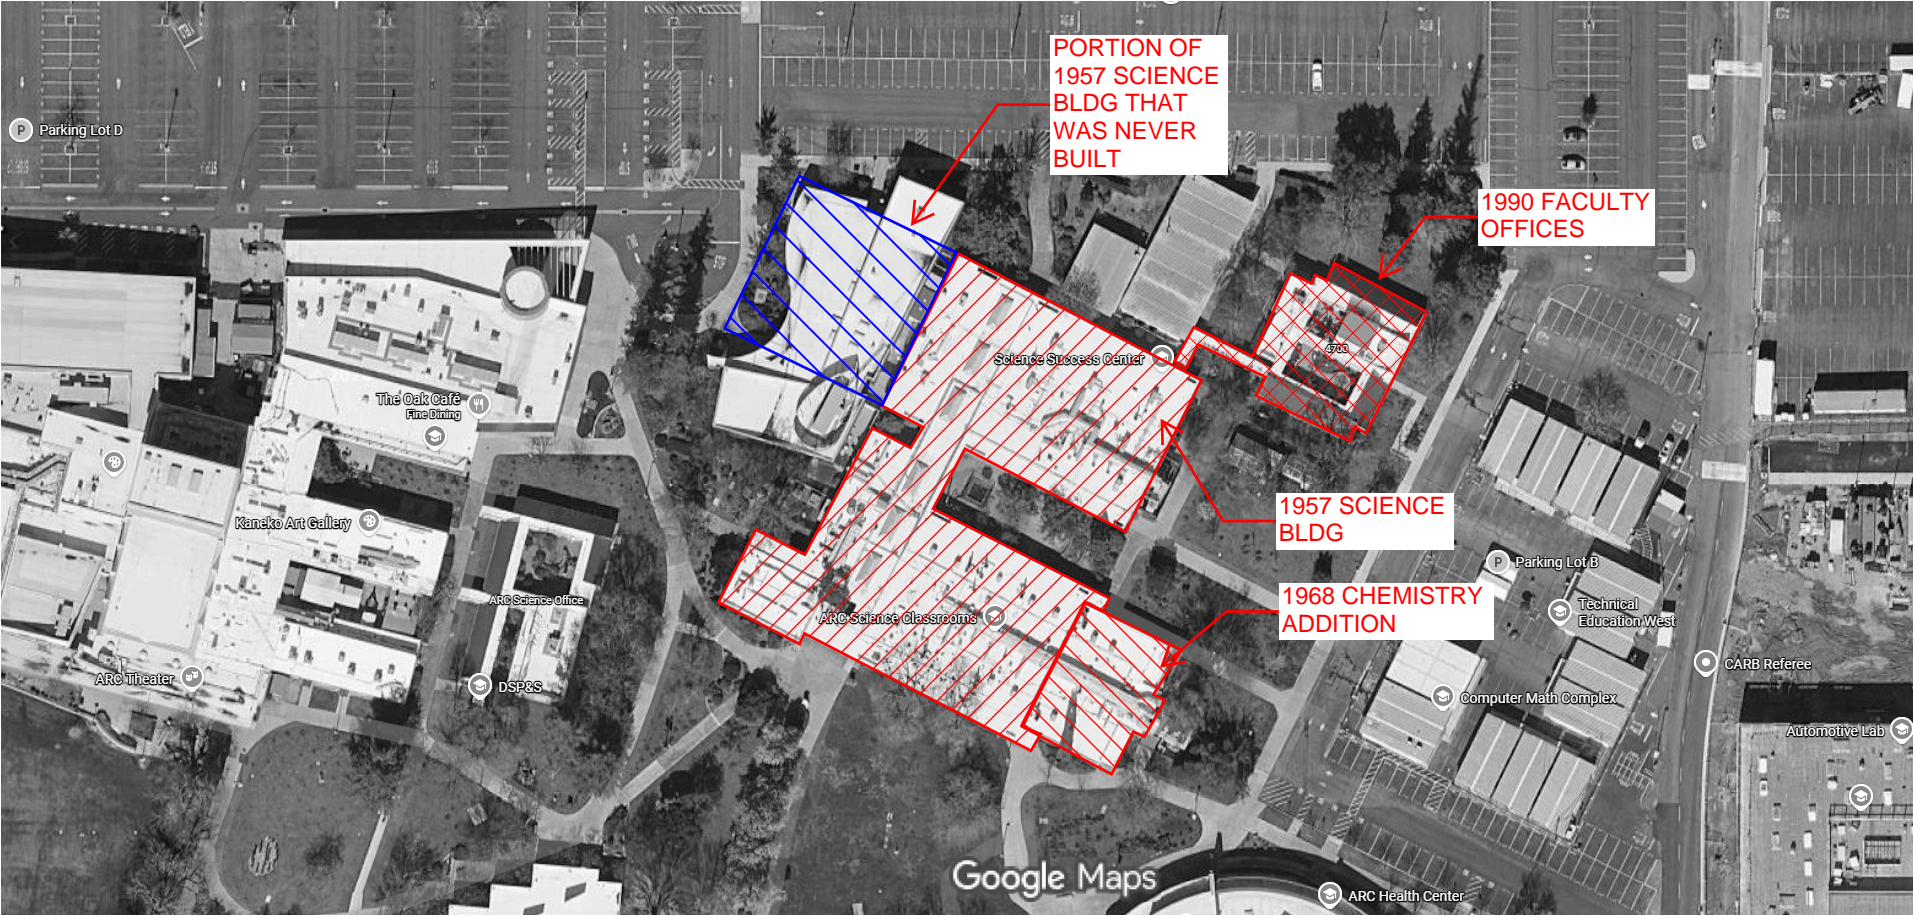 PORTION OF
1957 SCIENCE
BLDG THAT
WAS NEVER
BUILT
P Parking Lot D
1990 FACULTY
OFFICES
4700
Science Success Center
The Oak Café
Fine Dining
1957 SCIENCE
BLDG
Kaneko Art Gallery
P Parking Lot B
ARC Science Office
1968 CHEMISTRY
ADDITION
Technical
Education West
ARC Science Classrooms
CARB Referee
ARC Theater
DSP&S
Computer Math Complex
Automotive Lab
Google Maps
ARC Health Center